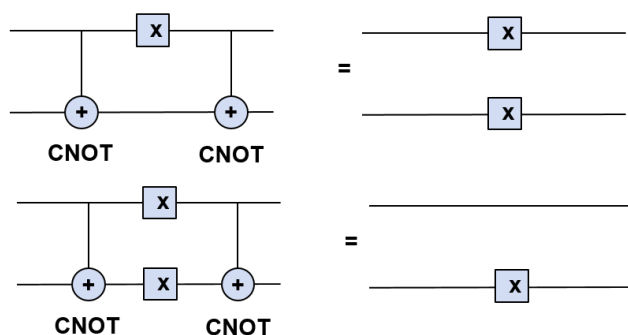 X
= X
+ + X
CNOT CNOT
X
=
+ X + X
CNOT CNOT